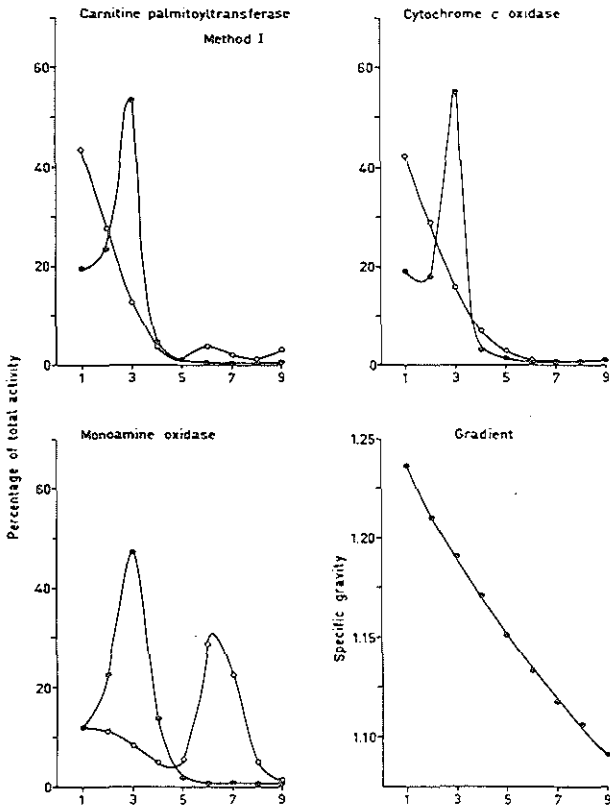 Carnitine palmitoyltransferase
Method I
60
40
20
0
1 3 5 7 9
Cytochrome c oxidase
60
40
20
0
1 3 5 7 9
Percentage of total activity
Monoamine oxidase
60
40
20
0
1 3 5 7 9
Gradient
Specific gravity
1.25
1.20
1.15
1.10
1 3 5 7 9